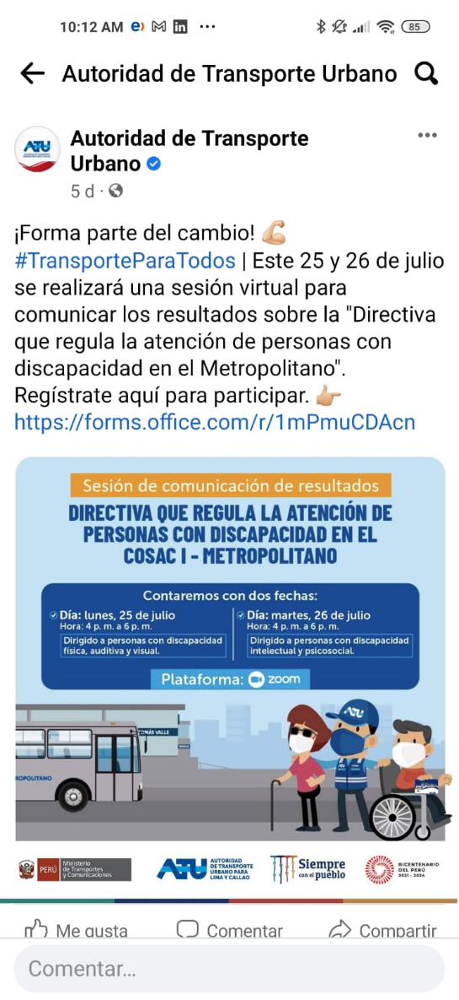 10:12 AM
85
Autoridad de Transporte Urbano
Autoridad de Transporte
Urbano
5 d
¡Forma parte del cambio! 💪🏼
#TransporteParaTodos | Este 25 y 26 de julio
se realizará una sesión virtual para
comunicar los resultados sobre la "Directiva
que regula la atención de personas con
discapacidad en el Metropolitano".
Regístrate aquí para participar. 👉🏼
https://forms.office.com/r/1mPmuCDAcn
Sesión de comunicación de resultados
DIRECTIVA QUE REGULA LA ATENCIÓN DE
PERSONAS CON DISCAPACIDAD EN EL
COSAC I - METROPOLITANO
Contaremos con dos fechas:
Día: lunes, 25 de julio
Hora: 4 p. m. a 6 p. m.
Dirigido a personas con discapacidad
física, auditiva y visual.
Día: martes, 26 de julio
Hora: 4 p. m. a 6 p. m.
Dirigido a personas con discapacidad
intelectual y psicosocial.
Plataforma: zoom
TOMÁS VALLE
ROPOLITANO
ATU
PERÚ
Ministerio
de Transportes
y Comunicaciones
ATU
AUTORIDAD
DE TRANSPORTE
URBANO PARA
LIMA Y CALLAO
Siempre
con el pueblo
BICENTENARIO
DEL PERÚ
2021 - 2024
Me gusta
Comentar
Compartir
Comentar...